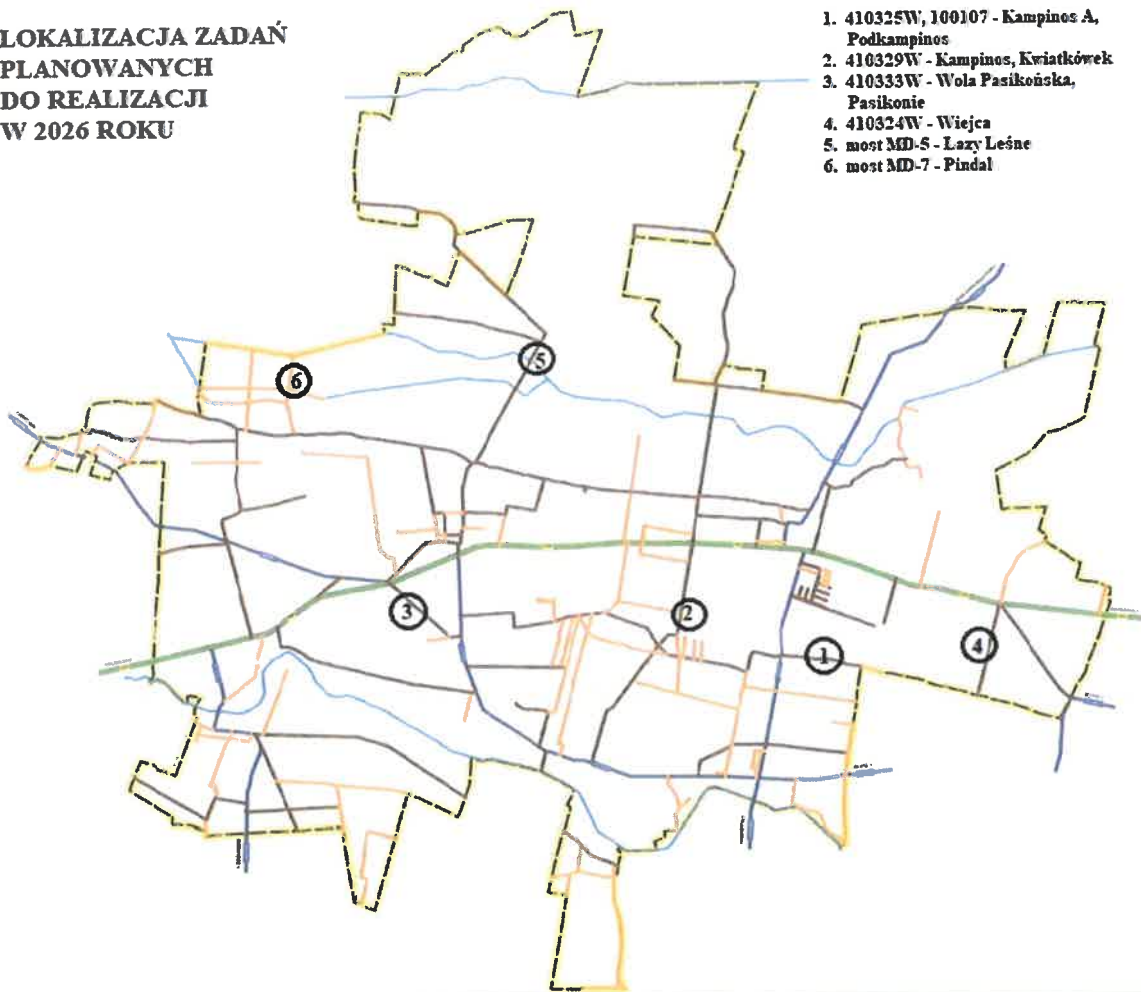 LOKALIZACJA ZADAŃ
PLANOWANYCH
DO REALIZACJI
W 2026 ROKU
1. 410325W, 100107 - Kampinos A,
Podkampinos
2. 410329W - Kampinos, Kwiatkówek
3. 410333W - Wola Pasikońska,
Pasikonie
4. 410324W - Wiejca
5. most MD-5 - Łazy Leśne
6. most MD-7 - Pindal
5
6
3
2
1
4